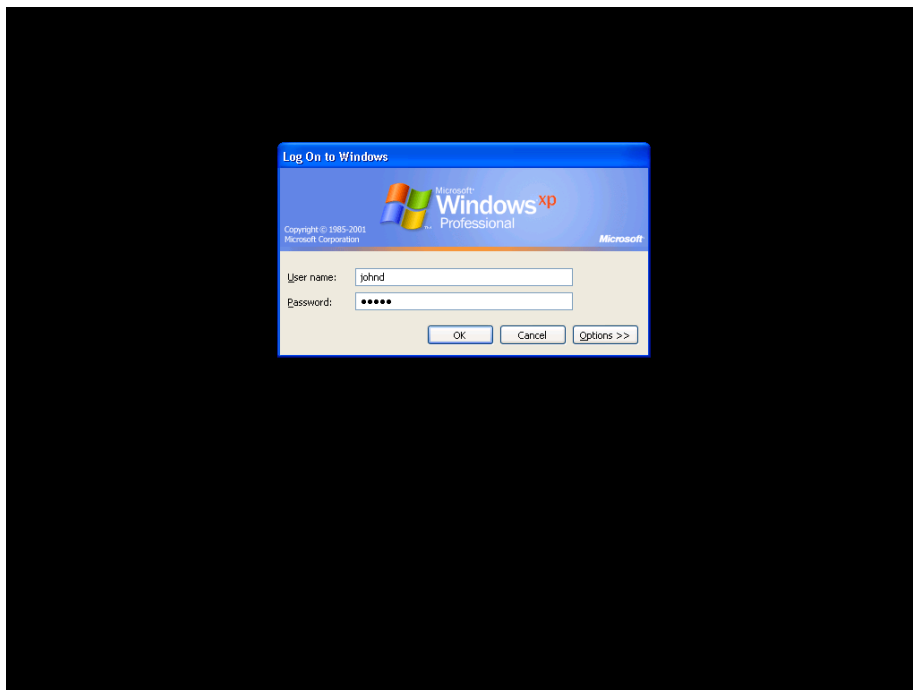 Log On to Windows
Microsoft
Windows xp
Professional
Copyright © 1985-2001
Microsoft Corporation
Microsoft
User name: johnd
Password: ●●●●●
OK Cancel Options >>